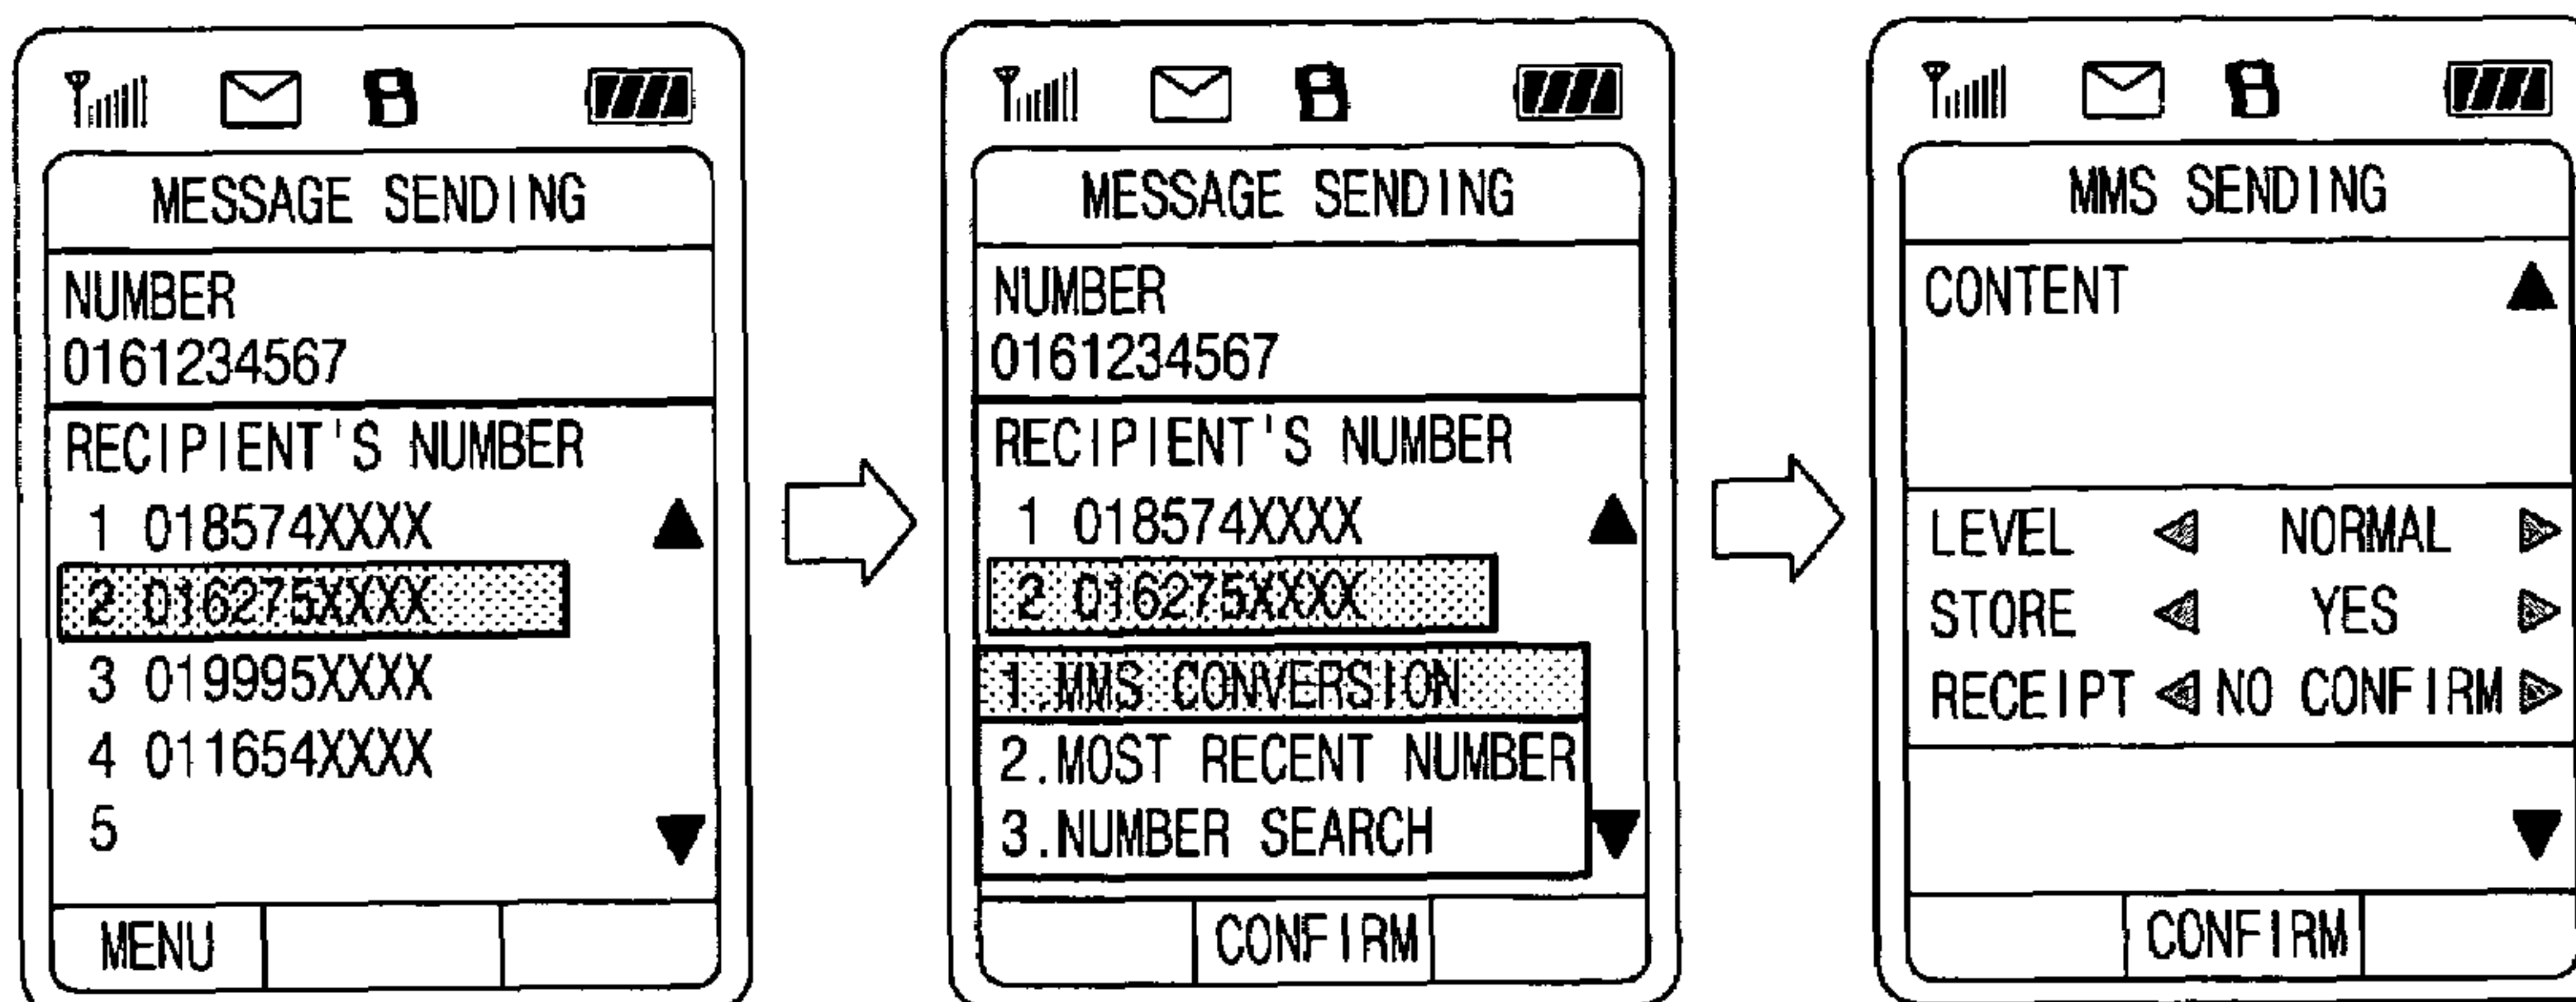 MESSAGE SENDING
NUMBER
0161234567
RECIPIENT'S NUMBER
1 018574XXXX
2 016275XXXX
3 019995XXXX
4 011654XXXX
5
MENU
MESSAGE SENDING
NUMBER
0161234567
RECIPIENT'S NUMBER
1 018574XXXX
2 016275XXXX
1.MMS CONVERSION
2.MOST RECENT NUMBER
3.NUMBER SEARCH
CONFIRM
MMS SENDING
CONTENT
LEVEL NORMAL
STORE YES
RECEIPT NO CONFIRM
CONFIRM